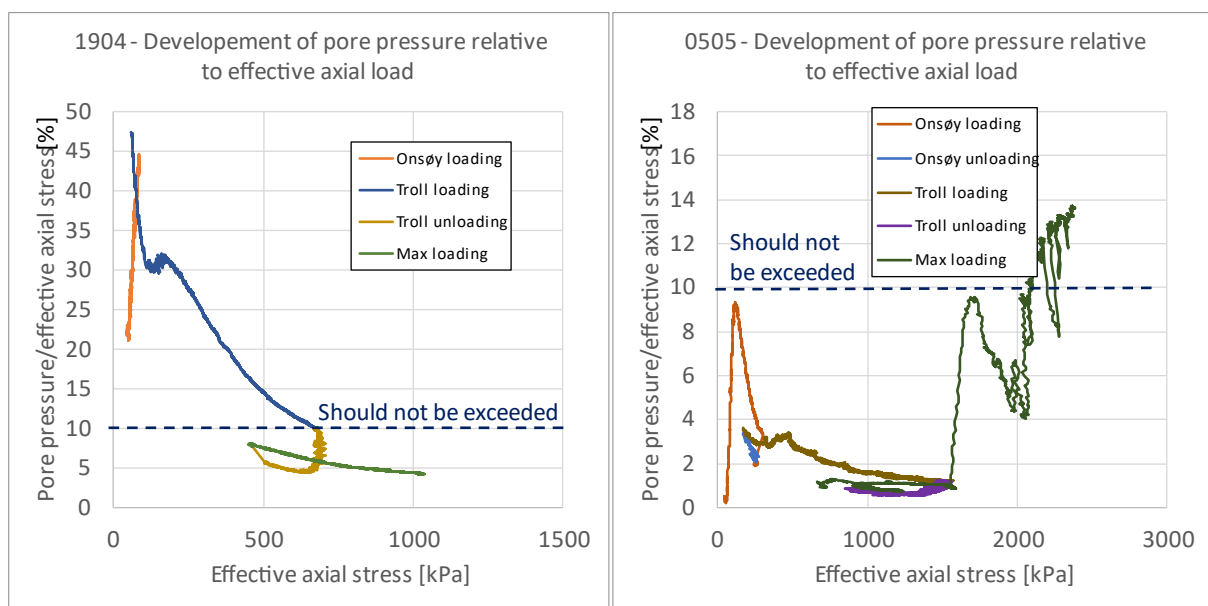 1904 - Developement of pore pressure relative
to effective axial load
Pore pressure/effective axial stress[%]
50
45
40
35
30
25
20
15
10
5
0
Onsøy loading
Troll loading
Troll unloading
Max loading
Should not be exceeded
0 500 1000 1500
Effective axial stress [kPa]
0505 - Development of pore pressure relative
to effective axial load
Pore pressure/effective axial stress[%]
18
16
14
12
10
8
6
4
2
0
Onsøy loading
Onsøy unloading
Troll loading
Troll unloading
Max loading
Should not
be exceeded
0 1000 2000 3000
Effective axial stress [kPa]